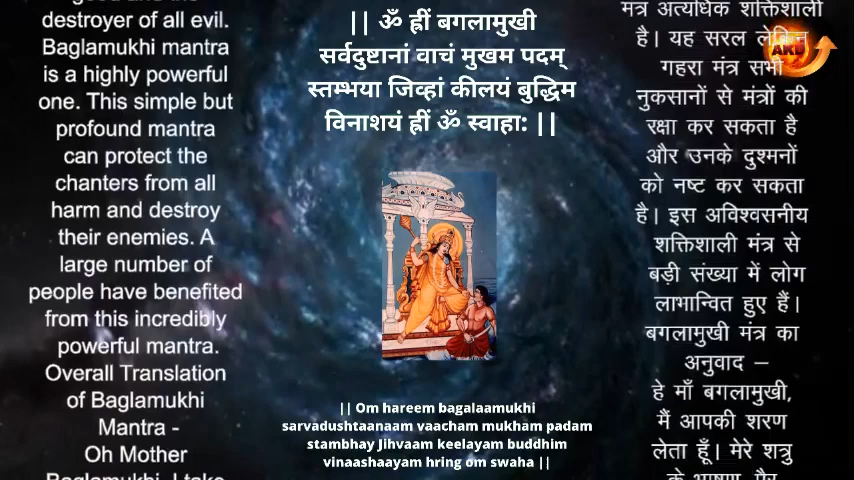 destroyer of all evil.
Baglamukhi mantra
is a highly powerful
one. This simple but
profound mantra
can protect the
chanters from all
harm and destroy
their enemies. A
large number of
people have benefited
from this incredibly
powerful mantra.
Overall Translation
of Baglamukhi
Mantra -
Oh Mother
|| ॐ ह्रीं बगलामुखी
सर्वदुष्टानां वाचं मुखम पदम्
स्तम्भया जिव्हां कीलयं बुद्धिम
विनाशयं ह्रीं ॐ स्वाहा: ||
|| Om hareem bagalaamukhi
sarvadushtaanaam vaacham mukham padam
stambhay Jihvaam keelayam buddhim
vinaashaayam hring om swaha ||
मंत्र अत्यधिक शक्तिशाली
है। यह सरल लेकिन
गहरा मंत्र सभी
नुकसानों से मंत्रों की
रक्षा कर सकता है
और उनके दुश्मनों
को नष्ट कर सकता
है। इस अविश्वसनीय
शक्तिशाली मंत्र से
बड़ी संख्या में लोग
लाभान्वित हुए हैं।
बगलामुखी मंत्र का
अनुवाद –
हे माँ बगलामुखी,
मैं आपकी शरण
लेता हूँ। मेरे शत्रु
AKL